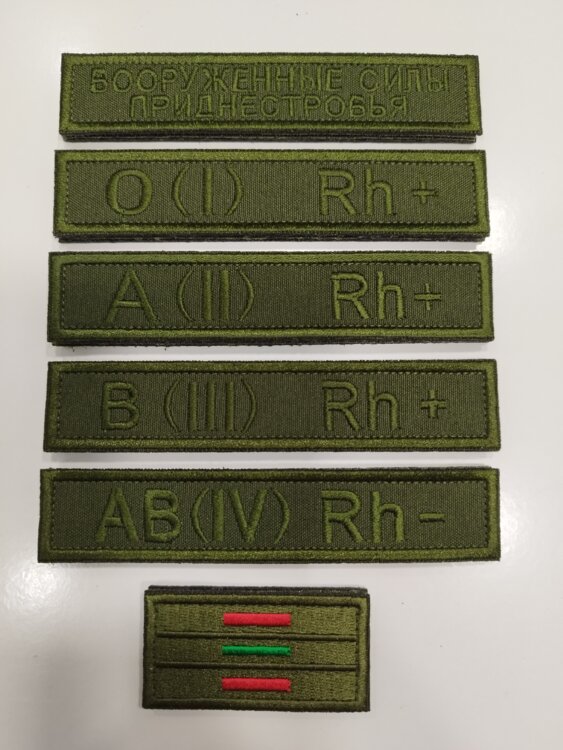 ВООРУЖЕННЫЕ СИЛЫ
ПРИДНЕСТРОВЬЯ
O (I) Rh +
A (II) Rh +
B (III) Rh +
AB (IV) Rh -